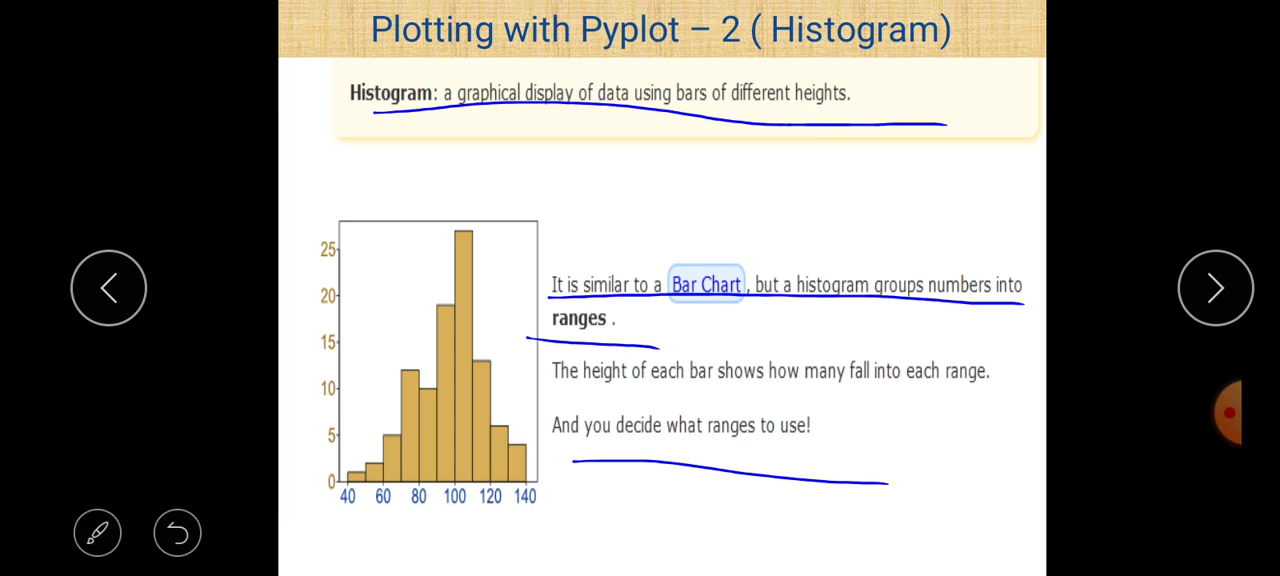 Plotting with Pyplot – 2 ( Histogram)
Histogram: a graphical display of data using bars of different heights.
25
20
15
10
5
0
40 60 80 100 120 140
It is similar to a Bar Chart , but a histogram groups numbers into
ranges .
The height of each bar shows how many fall into each range.
And you decide what ranges to use!